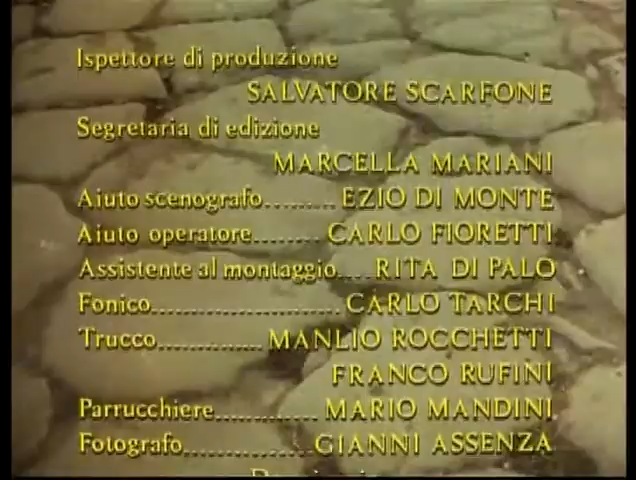 Ispettore di produzione
SALVATORE SCARFONE
Segretaria di edizione
MARCELLA MARIANI
Aiuto scenografo......... EZIO DI MONTE
Aiuto operatore........ CARLO FIORETTI
Assistente al montaggio.... RITA DI PALO
Fonico...................... CARLO TARCHI
Trucco............. MANLIO ROCCHETTI
FRANCO RUFINI
Parrucchiere............. MARIO MANDINI
Fotografo................ GIANNI ASSENZA